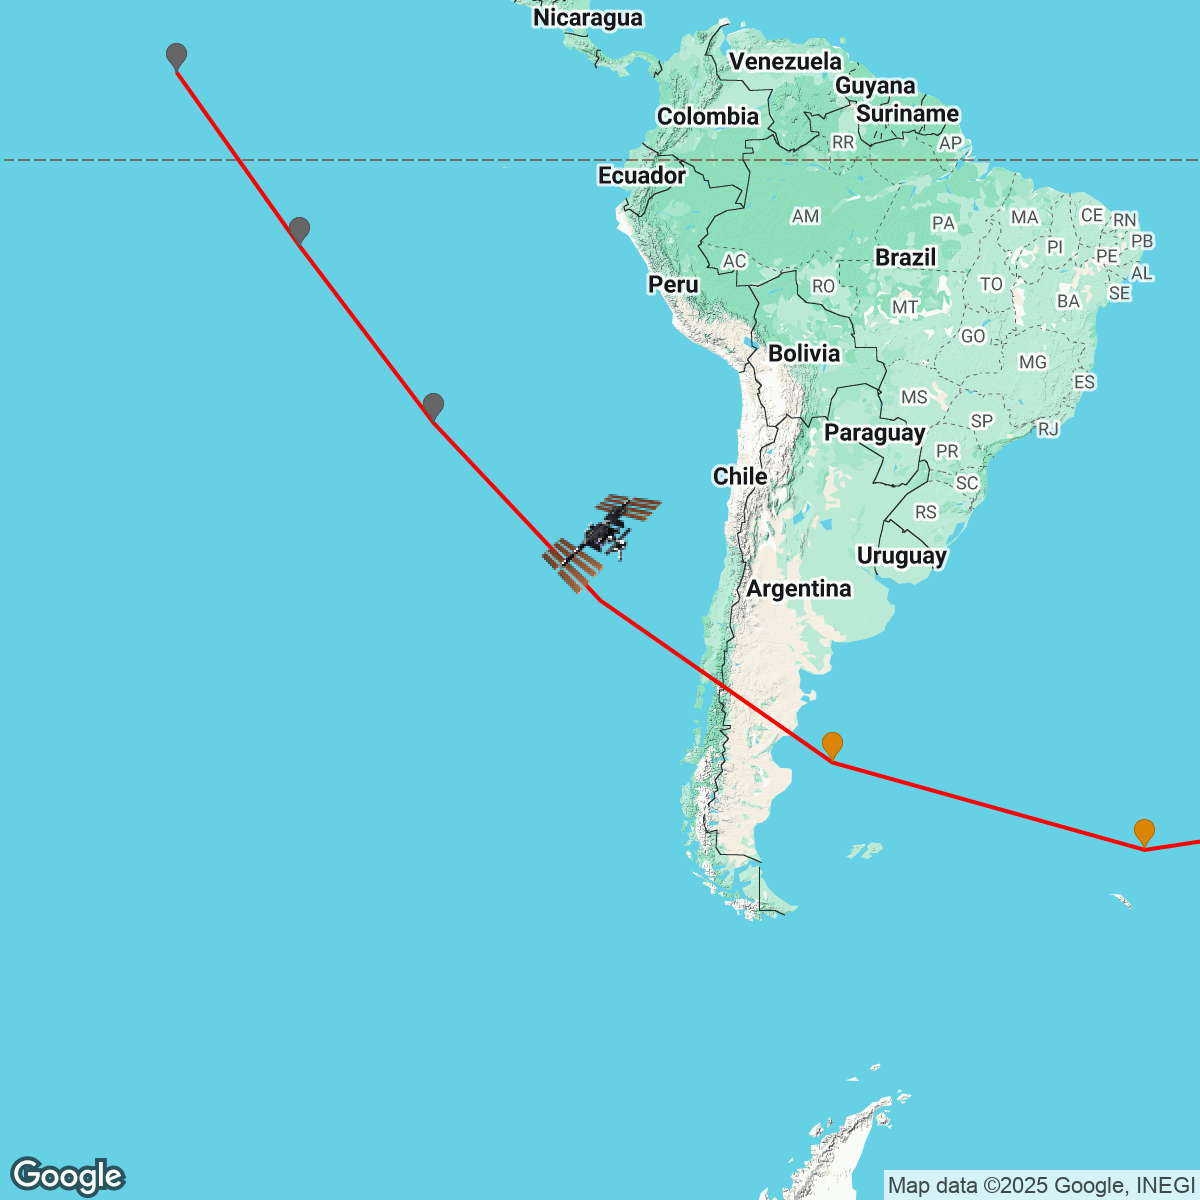 Nicaragua
Venezuela
Guyana
Colombia
Suriname
RR
AP
Ecuador
AM
PA
MA
CE
RN
PI
PB
PE
AC
Brazil
AL
Peru
RO
TO
SE
MT
BA
GO
Bolivia
MG
ES
MS
SP
RJ
Paraguay
PR
Chile
SC
RS
Uruguay
Argentina
Google
Map data ©2025 Google, INEGI